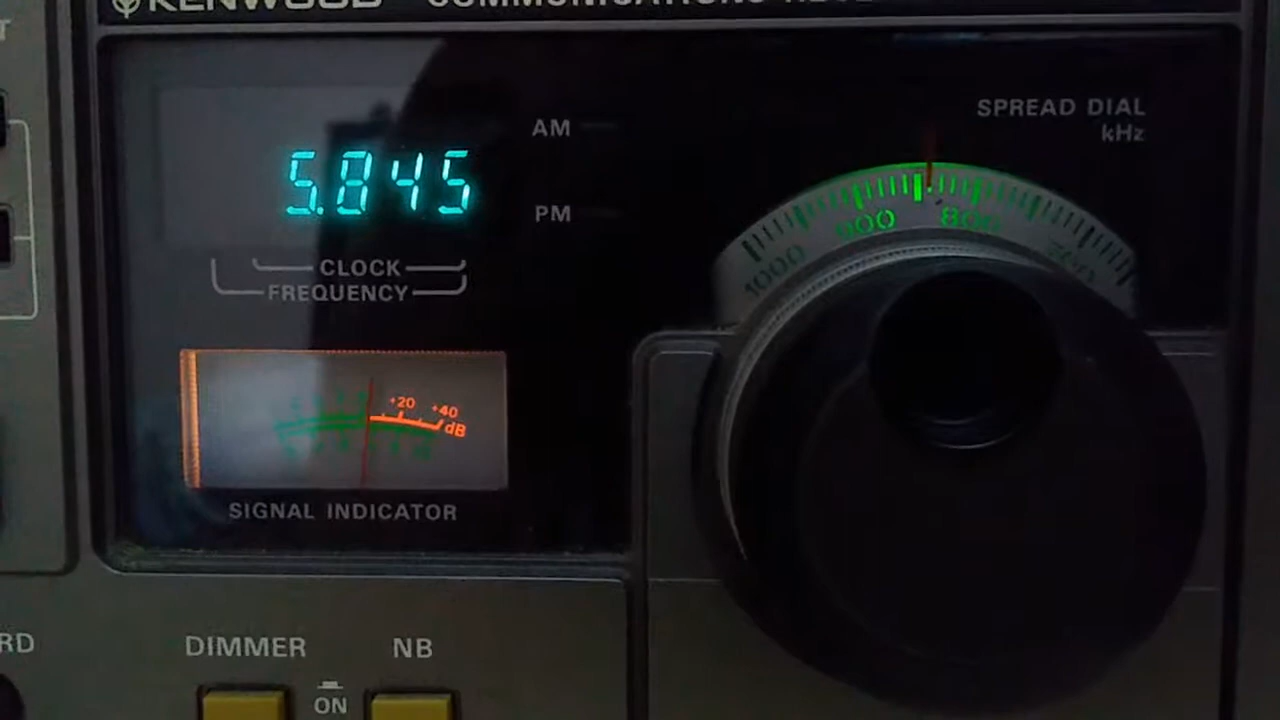 KENWOOD COMMUNICATIONS
AM
SPREAD DIAL
kHz
5.845
PM
900 800
1000
CLOCK
FREQUENCY
+20 +40
dB
SIGNAL INDICATOR
DIMMER NB
ON